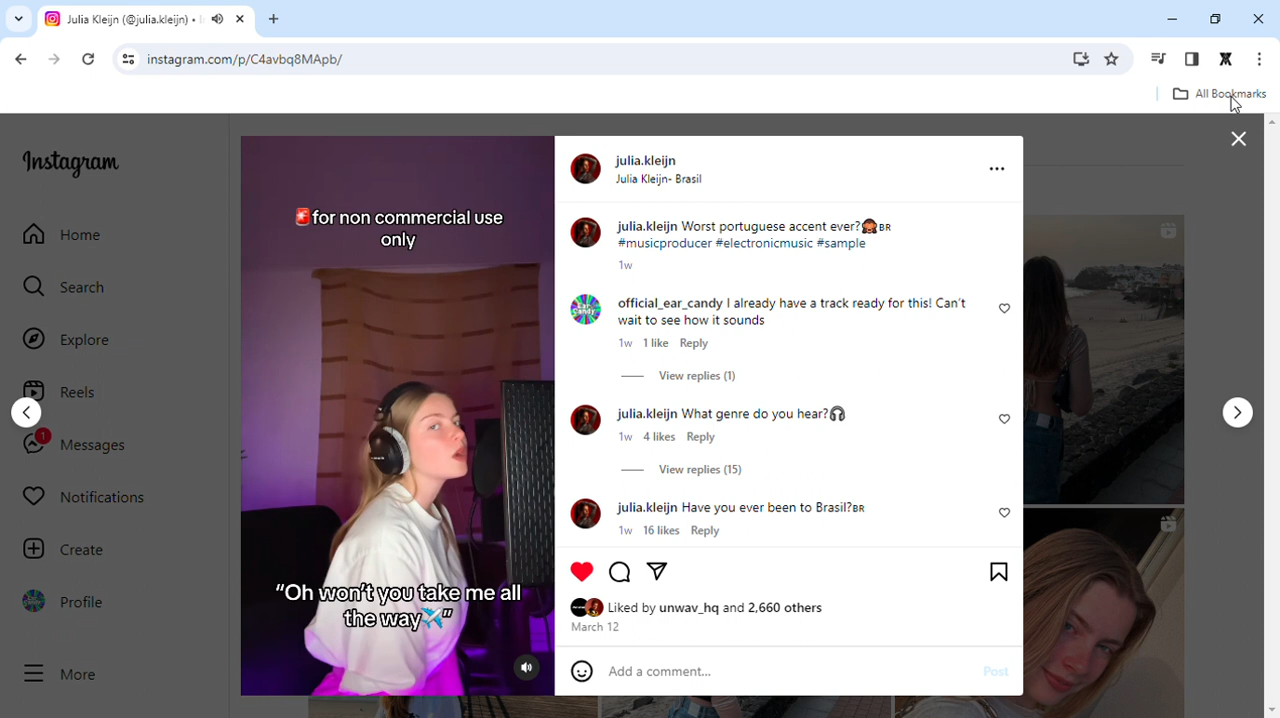 Julia Kleijn (@julia.kleijn) •
instagram.com/p/C4avbq8MApb/
All Bookmarks
Instagram
Home
Search
Explore
Reels
1
Messages
Notifications
Create
Profile
More
🚨for non commercial use
only
“Oh won’t you take me all
the way✈️”
julia.kleijn
Julia Kleijn- Brasil
julia.kleijn Worst portuguese accent ever?🙈BR
#musicproducer #electronicmusic #sample
1w
official_ear_candy I already have a track ready for this! Can’t
wait to see how it sounds
1w 1 like Reply
View replies (1)
julia.kleijn What genre do you hear?🎧
1w 4 likes Reply
View replies (15)
julia.kleijn Have you ever been to Brasil?BR
1w 16 likes Reply
Liked by unwav_hq and 2,660 others
March 12
Add a comment...
Post